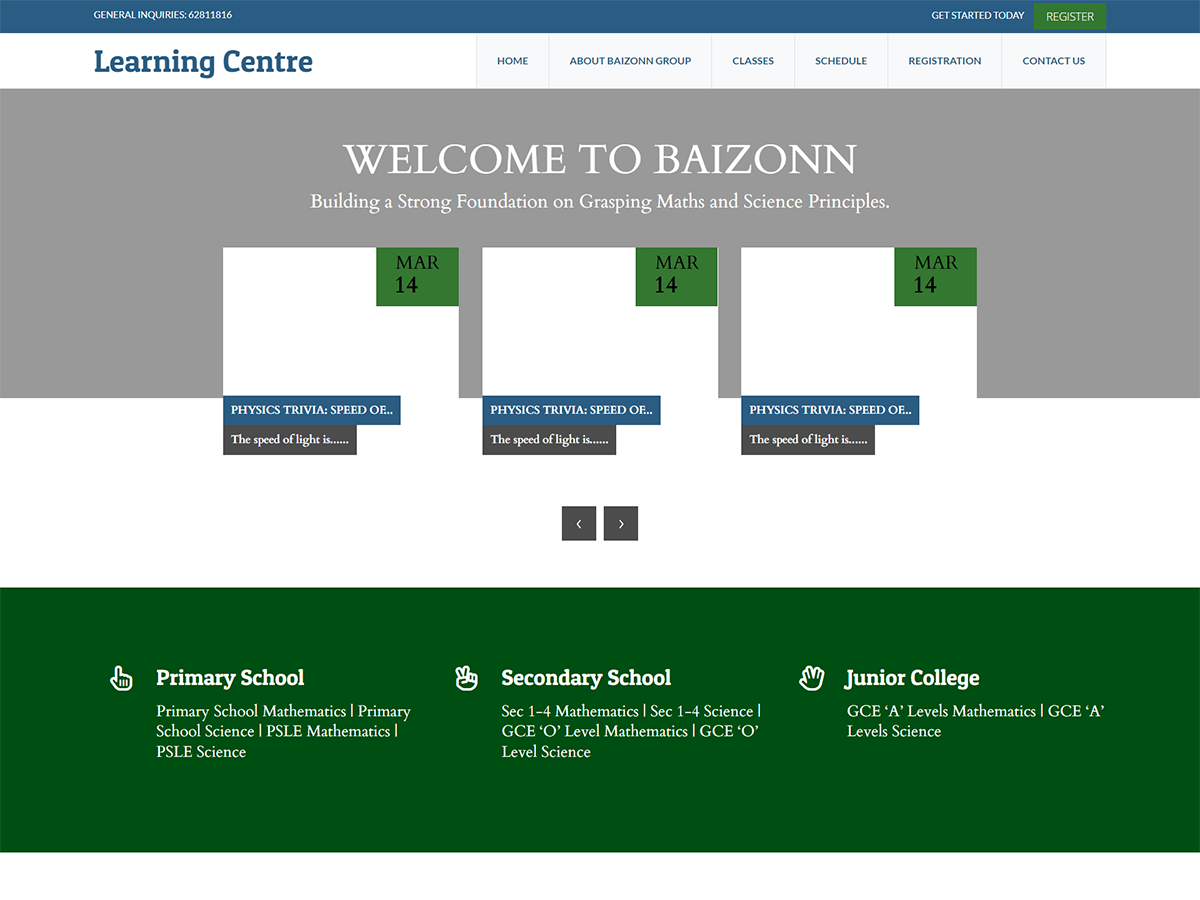 GENERAL INQUIRIES: 62811816
GET STARTED TODAY
REGISTER
Learning Centre
HOME
ABOUT BAIZONN GROUP
CLASSES
SCHEDULE
REGISTRATION
CONTACT US
WELCOME TO BAIZONN
Building a Strong Foundation on Grasping Maths and Science Principles.
MAR
14
PHYSICS TRIVIA: SPEED OF...
The speed of light is......
MAR
14
PHYSICS TRIVIA: SPEED OF...
The speed of light is......
MAR
14
PHYSICS TRIVIA: SPEED OF...
The speed of light is......
‹ ›
Primary School
Primary School Mathematics | Primary
School Science | PSLE Mathematics |
PSLE Science
Secondary School
Sec 1-4 Mathematics | Sec 1-4 Science |
GCE ‘O’ Level Mathematics | GCE ‘O’
Level Science
Junior College
GCE ‘A’ Levels Mathematics | GCE ‘A’
Levels Science